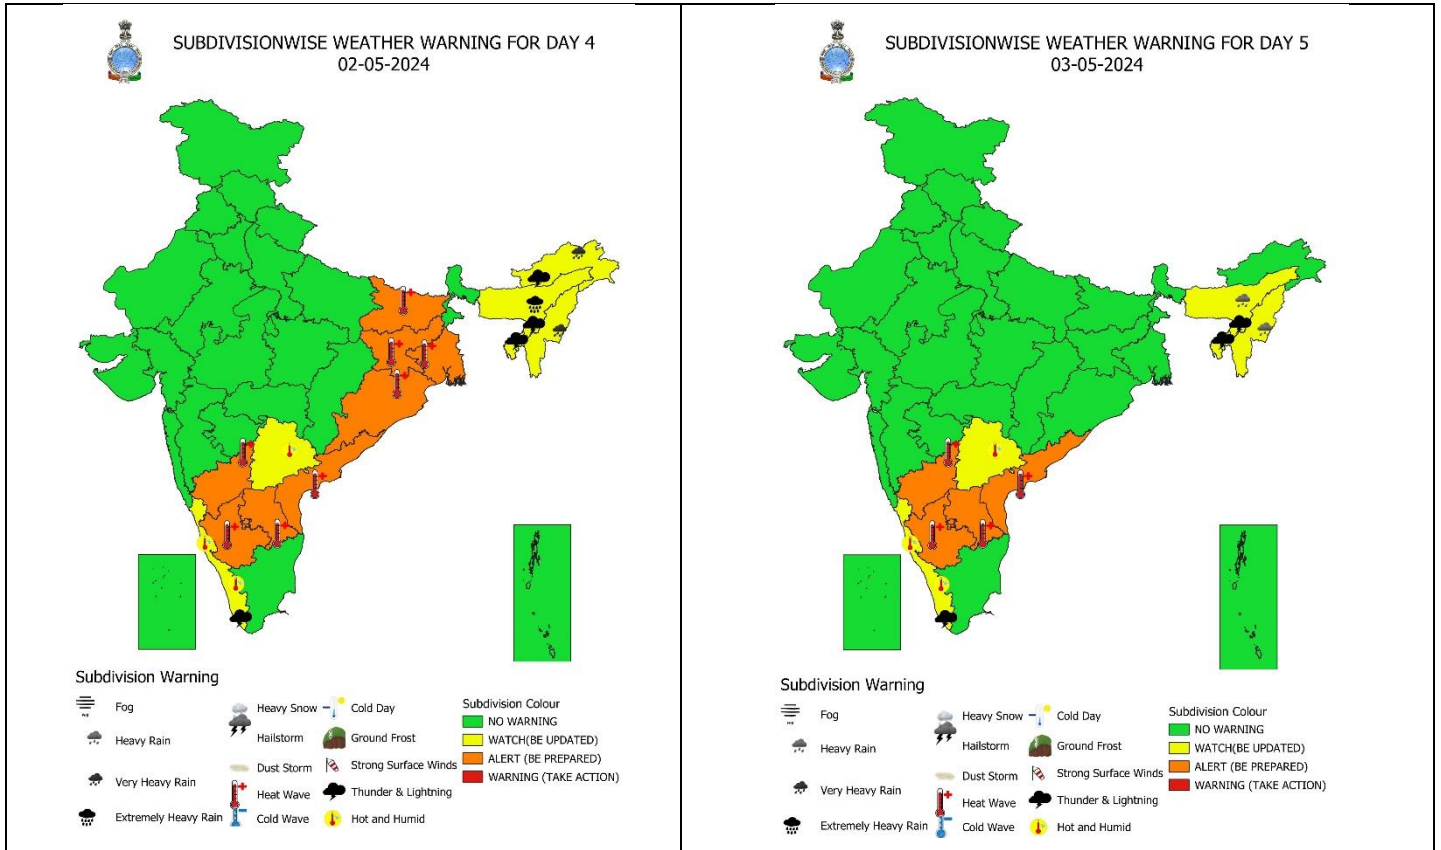 SUBDIVISIONWISE WEATHER WARNING FOR DAY 4
02-05-2024
Subdivision Warning
Fog
Heavy Rain
Very Heavy Rain
Extremely Heavy Rain
Heavy Snow
Hailstorm
Dust Storm
Heat Wave
Cold Wave
Cold Day
Ground Frost
Strong Surface Winds
Thunder & Lightning
Hot and Humid
Subdivision Colour
NO WARNING
WATCH(BE UPDATED)
ALERT (BE PREPARED)
WARNING (TAKE ACTION)
SUBDIVISIONWISE WEATHER WARNING FOR DAY 5
03-05-2024
Subdivision Warning
Fog
Heavy Rain
Very Heavy Rain
Extremely Heavy Rain
Heavy Snow
Hailstorm
Dust Storm
Heat Wave
Cold Wave
Cold Day
Ground Frost
Strong Surface Winds
Thunder & Lightning
Hot and Humid
Subdivision Colour
NO WARNING
WATCH(BE UPDATED)
ALERT (BE PREPARED)
WARNING (TAKE ACTION)